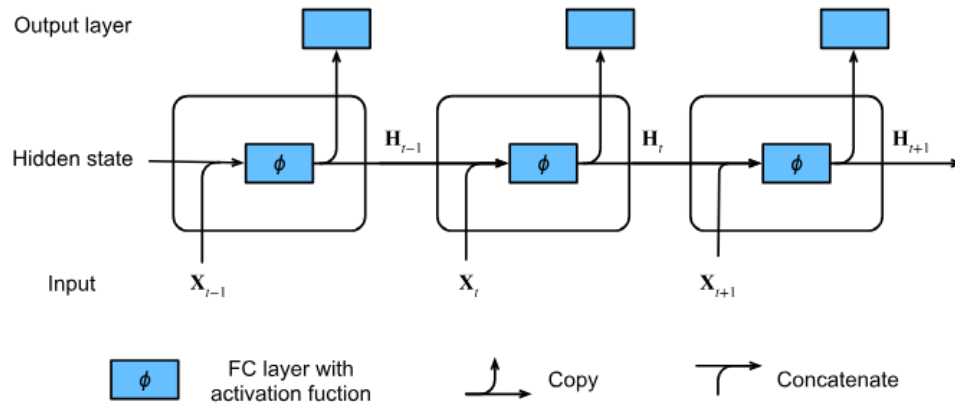 Output layer
Hidden state
ϕ
H_{t−1}
ϕ
H_t
ϕ
H_{t+1}
Input
X_{t−1}
X_t
X_{t+1}
ϕ
FC layer with
activation fuction
Copy
Concatenate